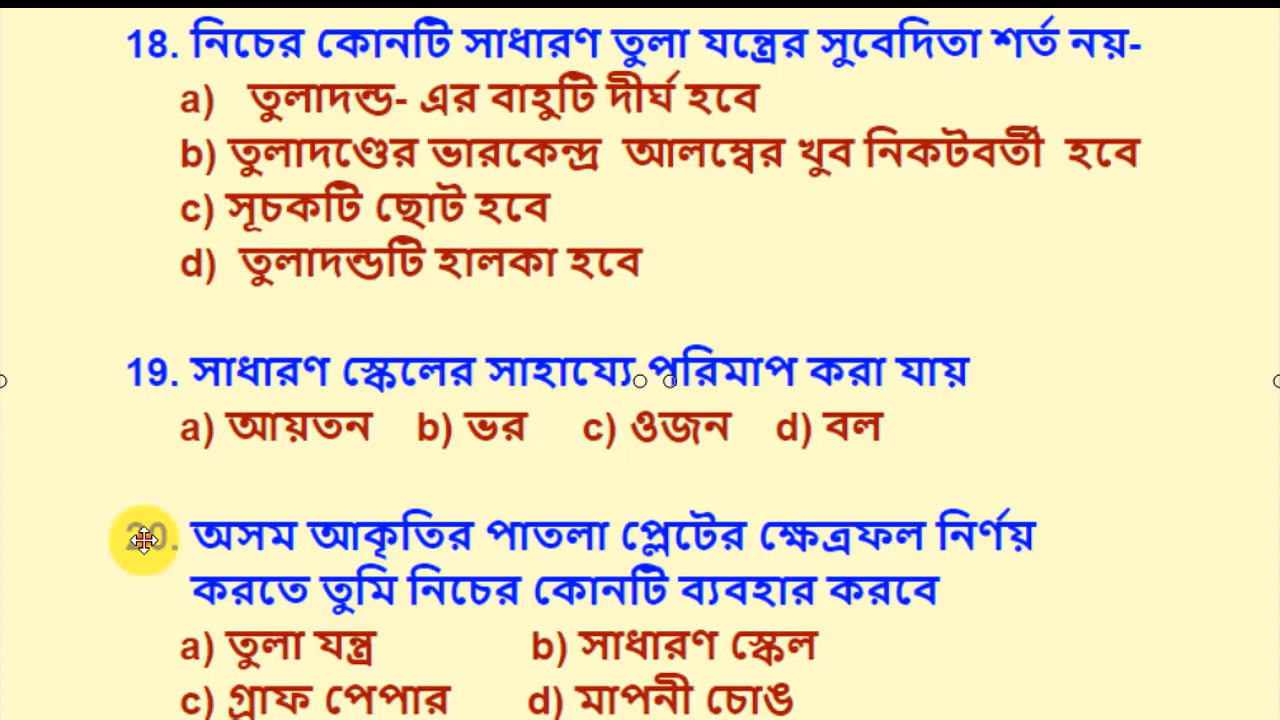 18. নিচের কোনটি সাধারণ তুলা যন্ত্রের সুবেদিতা শর্ত নয়-
a) তুলাদন্ড- এর বাহুটি দীর্ঘ হবে
b) তুলাদণ্ডের ভারকেন্দ্র আলম্বের খুব নিকটবর্তী হবে
c) সূচকটি ছোট হবে
d) তুলাদন্ডটি হালকা হবে
19. সাধারণ স্কেলের সাহায্যে পরিমাপ করা যায়
a) আয়তন b) ভর c) ওজন d) বল
20. অসম আকৃতির পাতলা প্লেটের ক্ষেত্রফল নির্ণয়
করতে তুমি নিচের কোনটি ব্যবহার করবে
a) তুলা যন্ত্র b) সাধারণ স্কেল
c) গ্রাফ পেপার d) মাপনী চোঙ